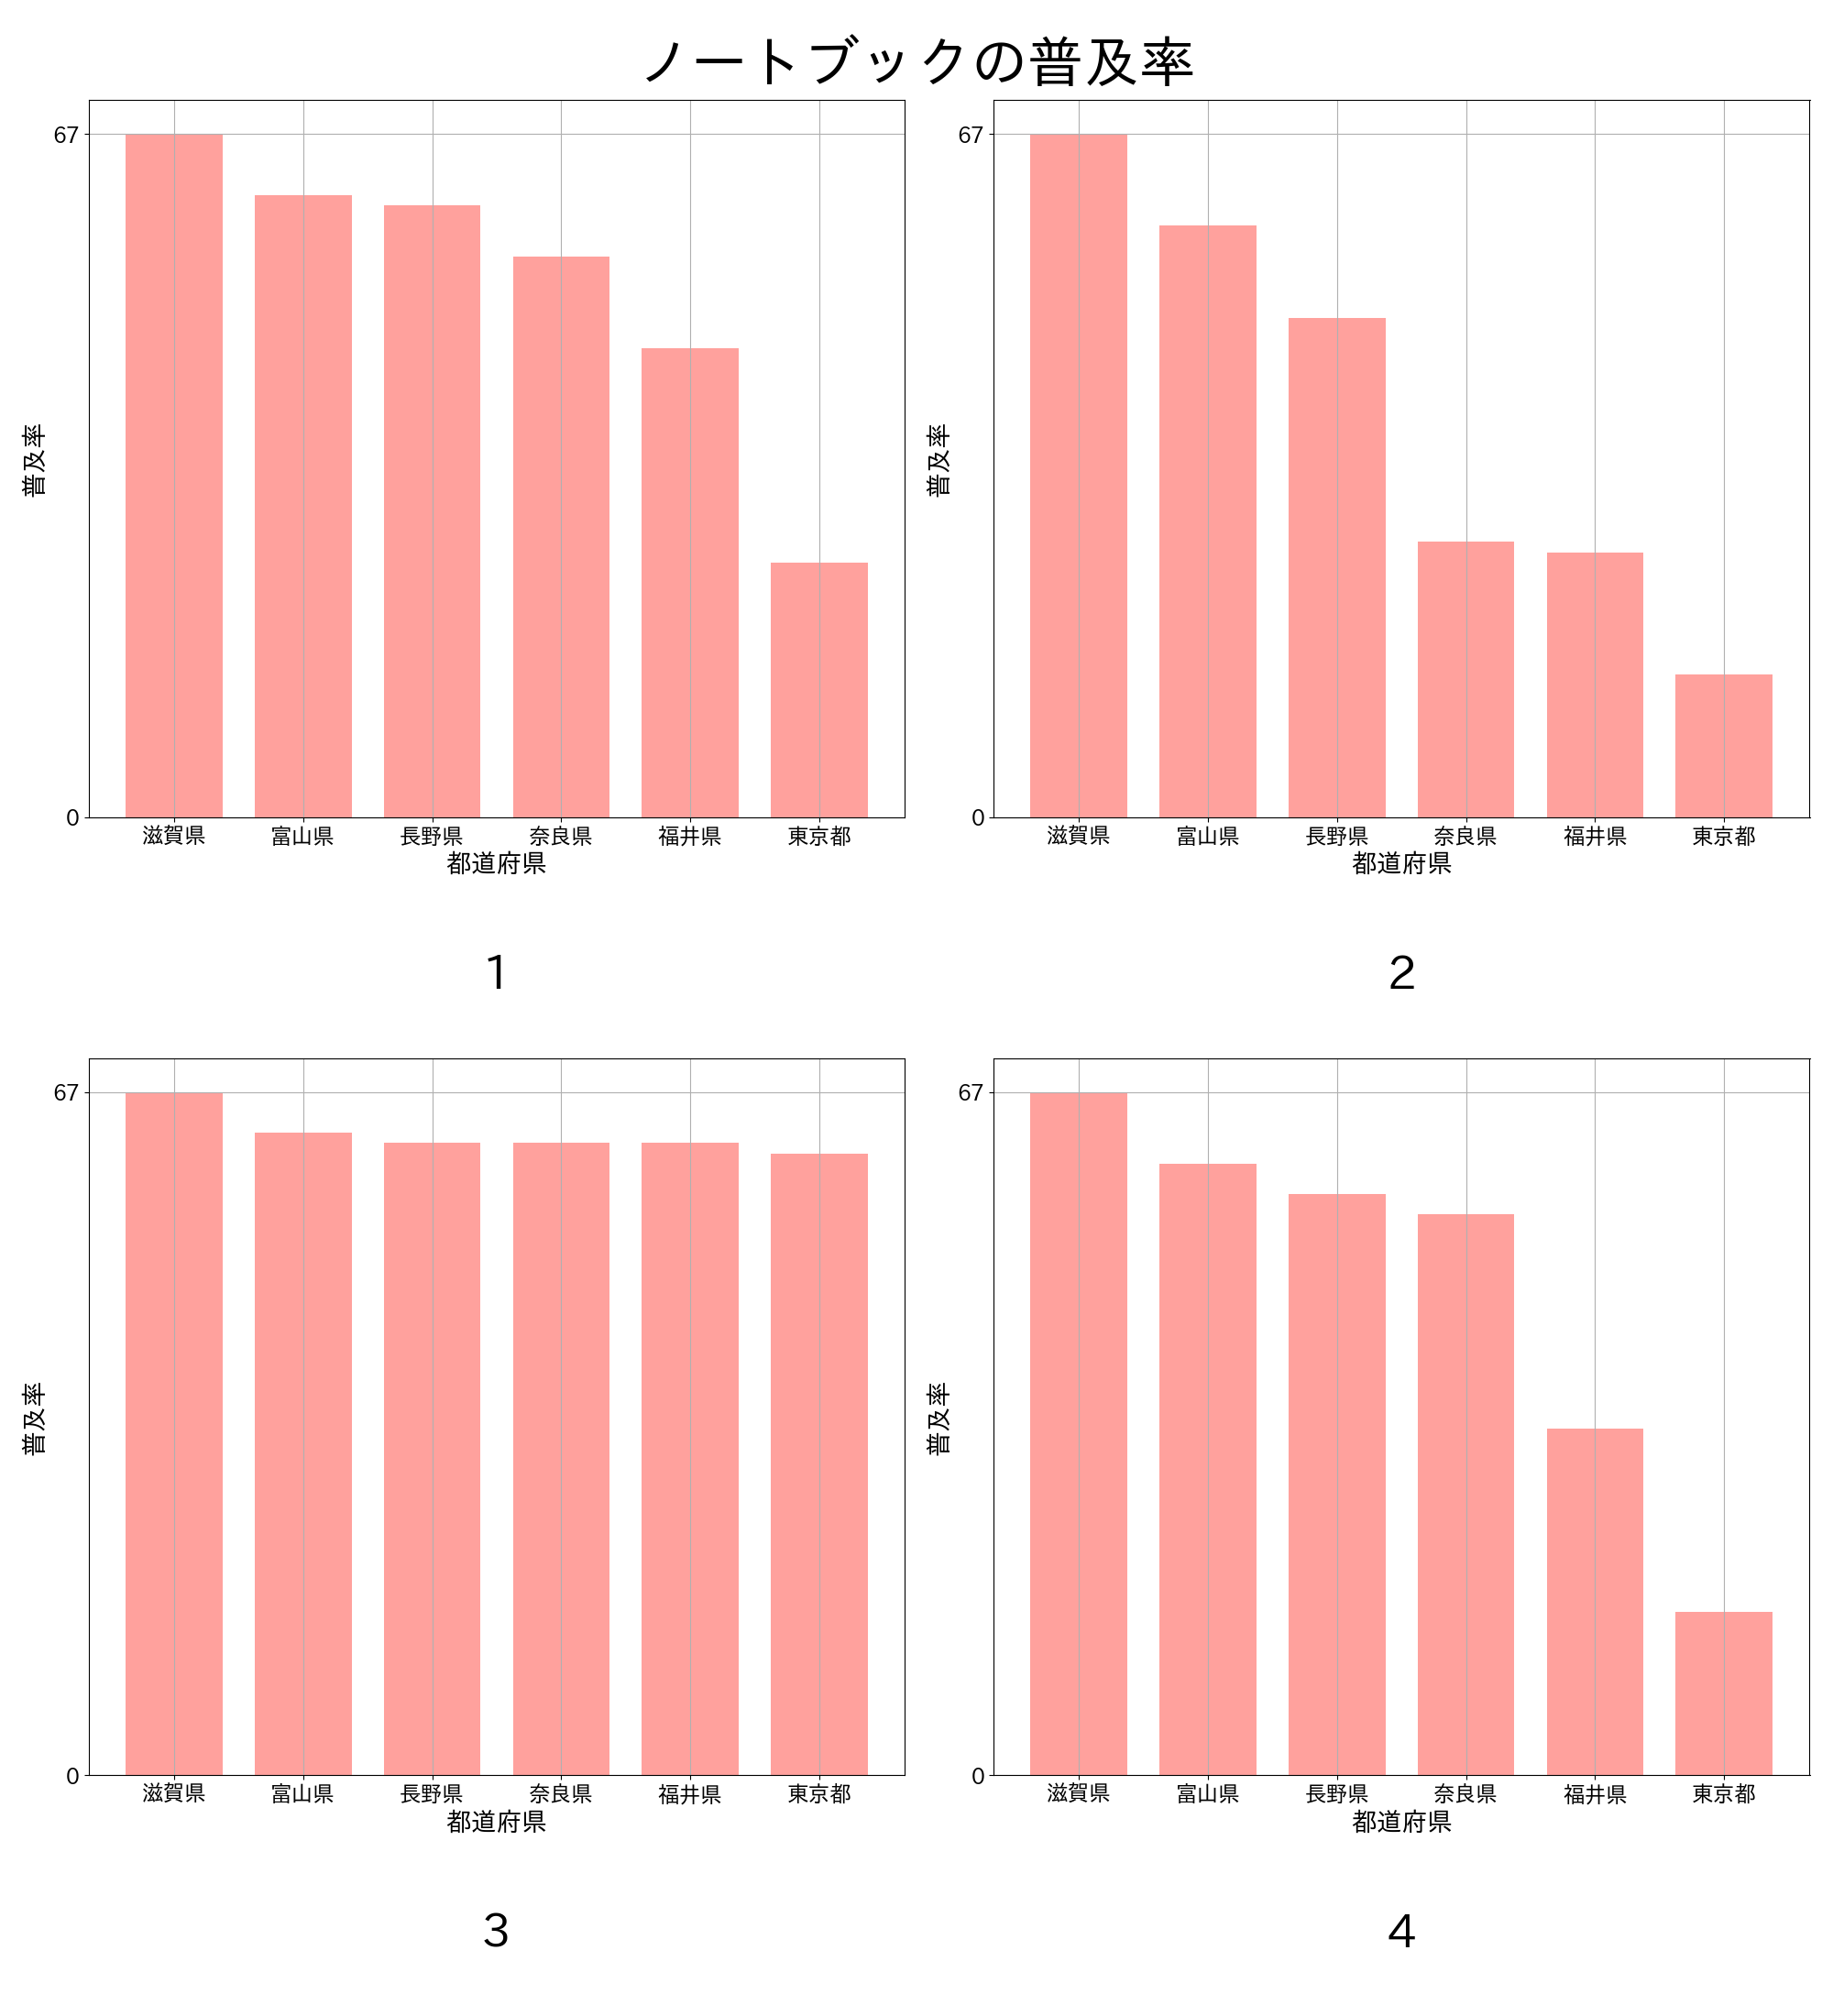 ノートブックの普及率
67
0
普及率
滋賀県 富山県 長野県 奈良県 福井県 東京都
都道府県
1
67
0
普及率
滋賀県 富山県 長野県 奈良県 福井県 東京都
都道府県
2
67
0
普及率
滋賀県 富山県 長野県 奈良県 福井県 東京都
都道府県
3
67
0
普及率
滋賀県 富山県 長野県 奈良県 福井県 東京都
都道府県
4